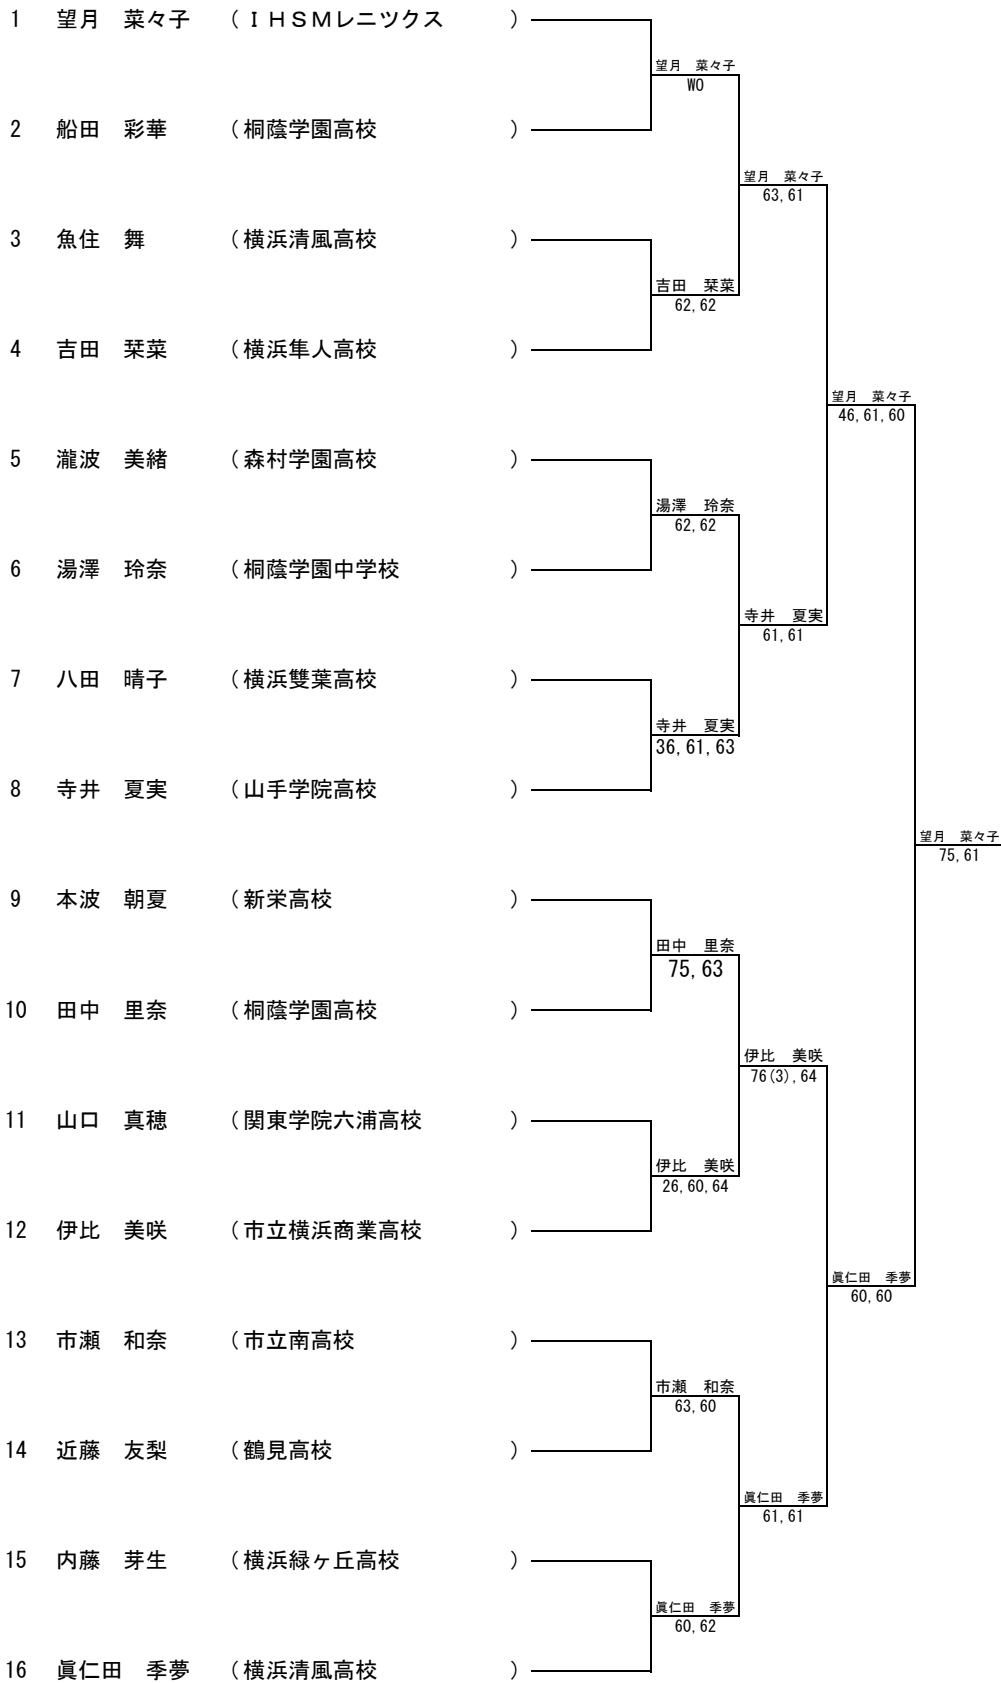 1 望月　菜々子 （ＩＨＳＭレニツクス ）
望月　菜々子
WO
2 船田　彩華 （桐蔭学園高校 ）
望月　菜々子
63,61
3 魚住　舞 （横浜清風高校 ）
吉田　栞菜
62,62
4 吉田　栞菜 （横浜隼人高校 ）
望月　菜々子
46,61,60
5 瀧波　美緒 （森村学園高校 ）
湯澤　玲奈
62,62
6 湯澤　玲奈 （桐蔭学園中学校 ）
寺井　夏実
61,61
7 八田　晴子 （横浜雙葉高校 ）
寺井　夏実
36,61,63
8 寺井　夏実 （山手学院高校 ）
望月　菜々子
75,61
9 本波　朝夏 （新栄高校 ）
田中　里奈
75,63
10 田中　里奈 （桐蔭学園高校 ）
伊比　美咲
76(3),64
11 山口　真穂 （関東学院六浦高校 ）
伊比　美咲
26,60,64
12 伊比　美咲 （市立横浜商業高校 ）
眞仁田　季夢
60,60
13 市瀬　和奈 （市立南高校 ）
市瀬　和奈
63,60
14 近藤　友梨 （鶴見高校 ）
眞仁田　季夢
61,61
15 内藤　芽生 （横浜緑ヶ丘高校 ）
眞仁田　季夢
60,62
16 眞仁田　季夢 （横浜清風高校 ）